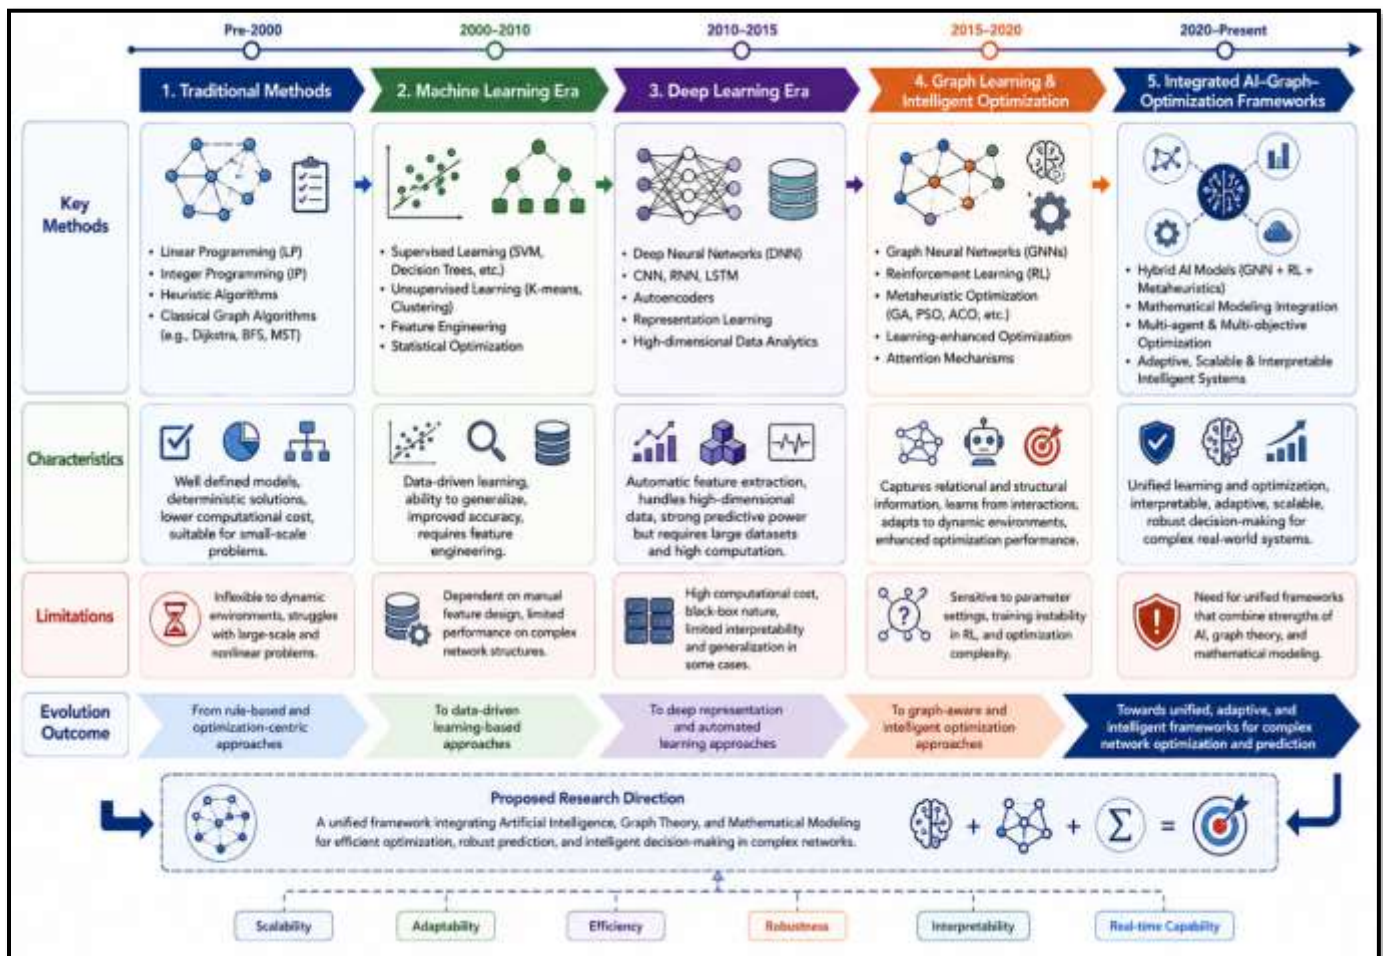 Pre-2000
2000–2010
2010–2015
2015–2020
2020–Present
1. Traditional Methods
2. Machine Learning Era
3. Deep Learning Era
4. Graph Learning &
Intelligent Optimization
5. Integrated AI–Graph–
Optimization Frameworks
Key
Methods
• Linear Programming (LP)
• Integer Programming (IP)
• Heuristic Algorithms
• Classical Graph Algorithms
(e.g., Dijkstra, BFS, MST)
• Supervised Learning (SVM,
Decision Trees, etc.)
• Unsupervised Learning (K-means,
Clustering)
• Feature Engineering
• Statistical Optimization
• Deep Neural Networks (DNN)
• CNN, RNN, LSTM
• Autoencoders
• Representation Learning
• High-dimensional Data Analytics
• Graph Neural Networks (GNNs)
• Reinforcement Learning (RL)
• Metaheuristic Optimization
(GA, PSO, ACO, etc.)
• Learning-enhanced Optimization
• Attention Mechanisms
• Hybrid AI Models (GNN + RL +
Metaheuristics)
• Mathematical Modeling Integration
• Multi-agent & Multi-objective
Optimization
• Adaptive, Scalable & Interpretable
Intelligent Systems
Characteristics
Well defined models,
deterministic solutions,
lower computational cost,
suitable for small-scale
problems.
Data-driven learning,
ability to generalize,
improved accuracy,
requires feature
engineering.
Automatic feature extraction,
handles high-dimensional
data, strong predictive power
but requires large datasets
and high computation.
Captures relational and structural
information, learns from interactions,
adapts to dynamic environments,
enhanced optimization performance.
Unified learning and optimization,
interpretable, adaptive, scalable,
robust decision-making for
complex real-world systems.
Limitations
Inflexible to dynamic
environments, struggles
with large-scale and
nonlinear problems.
Dependent on manual
feature design, limited
performance on complex
network structures.
High computational cost,
black-box nature,
limited interpretability
and generalization in
some cases.
?
Sensitive to parameter
settings, training instability
in RL, and optimization
complexity.
!
Need for unified frameworks
that combine strengths of
AI, graph theory, and
mathematical modeling.
Evolution
Outcome
From rule-based and
optimization-centric
approaches
To data-driven
learning-based
approaches
To deep representation
and automated
learning approaches
To graph-aware and
intelligent optimization
approaches
Towards unified, adaptive, and
intelligent frameworks for complex
network optimization and prediction
Proposed Research Direction
A unified framework integrating Artificial Intelligence, Graph Theory, and Mathematical Modeling
for efficient optimization, robust prediction, and intelligent decision-making in complex networks.
+ + Σ =
Scalability
Adaptability
Efficiency
Robustness
Interpretability
Real-time Capability